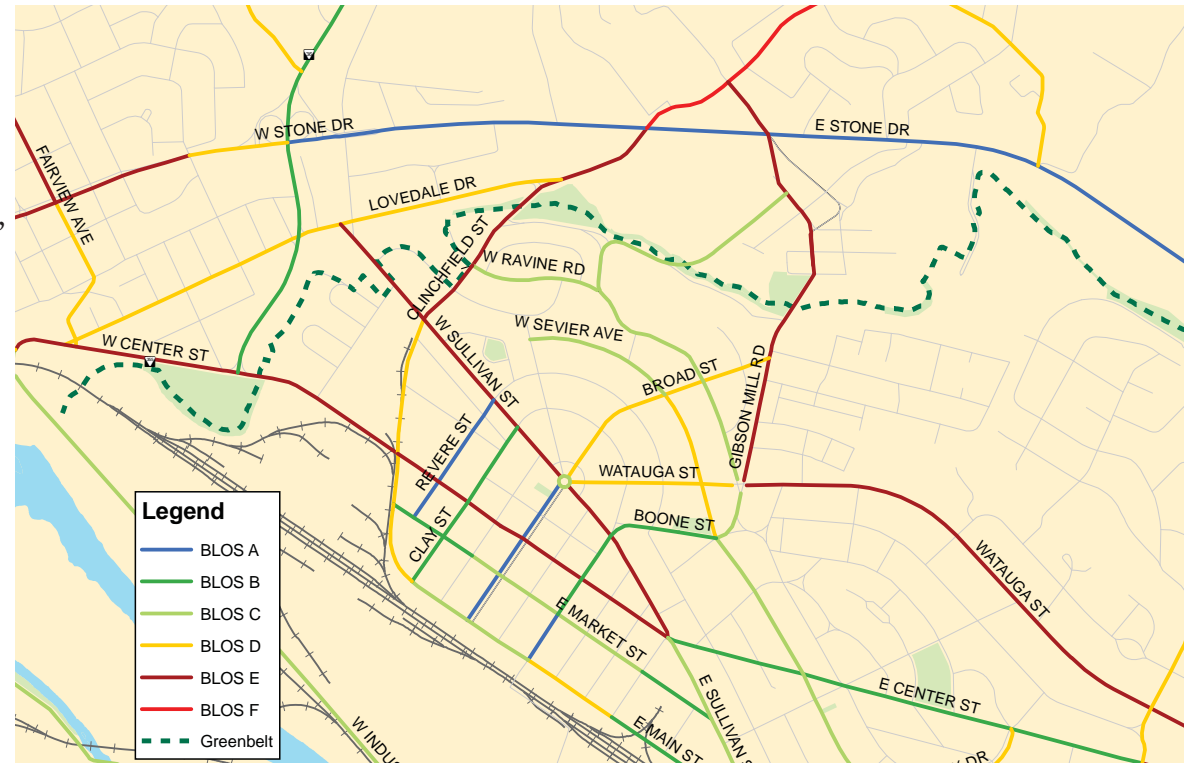 E STONE DR
W STONE DR
FAIRVIEW AVE
LOVEDALE DR
CLINCHFIELD ST
W RAVINE RD
W SEVIER AVE
W CENTER ST
W SULLIVAN ST
BROAD ST
GIBSON MILL RD
REVERE ST
WATAUGA ST
CLAY ST
BOONE ST
WATAUGA ST
E MARKET ST
E SULLIVAN S
E CENTER ST
E MAIN ST
W INDUS
DR
Legend
BLOS A
BLOS B
BLOS C
BLOS D
BLOS E
BLOS F
Greenbelt